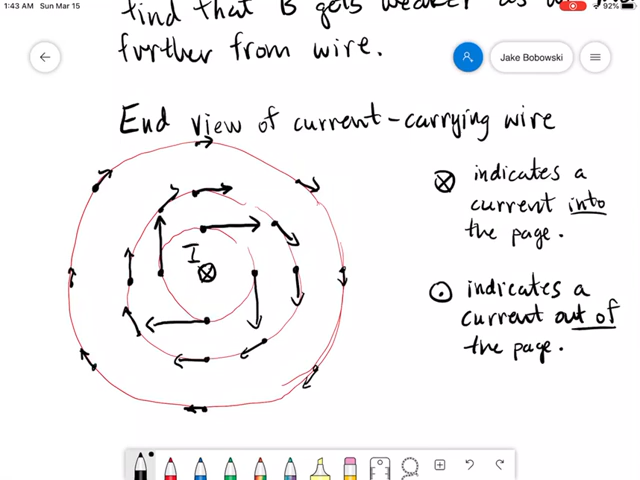 1:43 AM Sun Mar 15
92%
find that B gets weaker as
further from wire.
Jake Bobowski
End view of current-carrying wire
indicates a
current into
the page.
I
indicates a
current out of
the page.